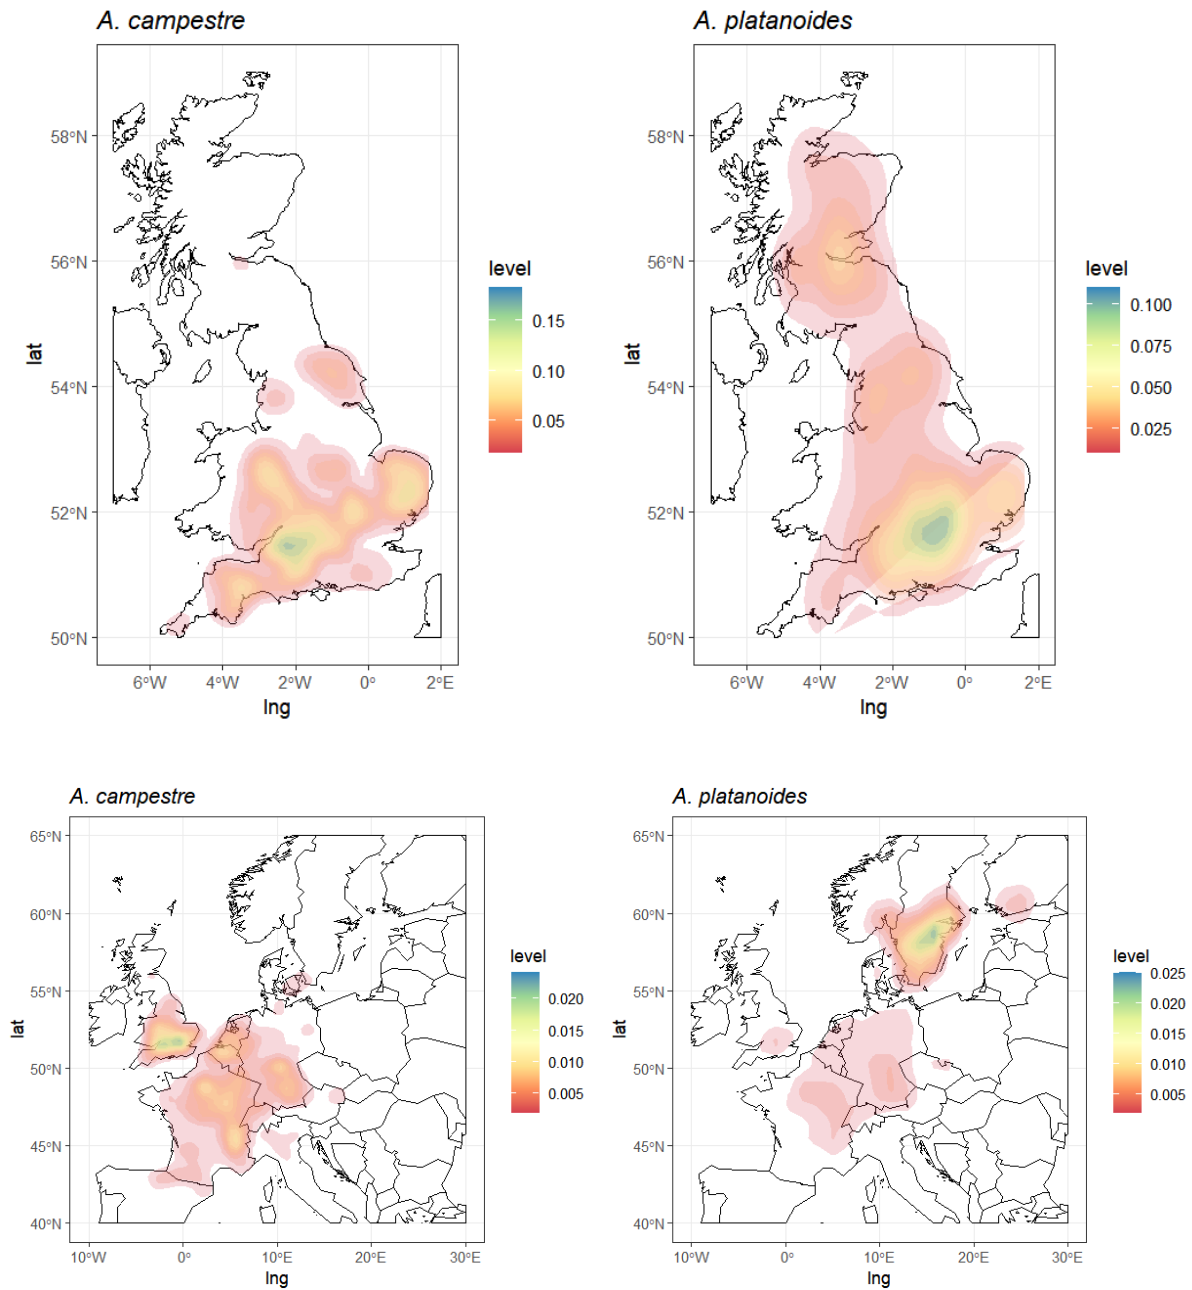 A. campestre
A. platanoides
58°N
56°N
54°N
52°N
50°N
lat
6°W 4°W 2°W 0° 2°E
lng
level
0.15
0.10
0.05
58°N
56°N
54°N
52°N
50°N
lat
6°W 4°W 2°W 0° 2°E
lng
level
0.100
0.075
0.050
0.025
A. campestre
A. platanoides
65°N
60°N
55°N
50°N
45°N
40°N
lat
10°W 0° 10°E 20°E 30°E
lng
level
0.020
0.015
0.010
0.005
65°N
60°N
55°N
50°N
45°N
40°N
lat
10°W 0° 10°E 20°E 30°E
lng
level
0.025
0.020
0.015
0.010
0.005